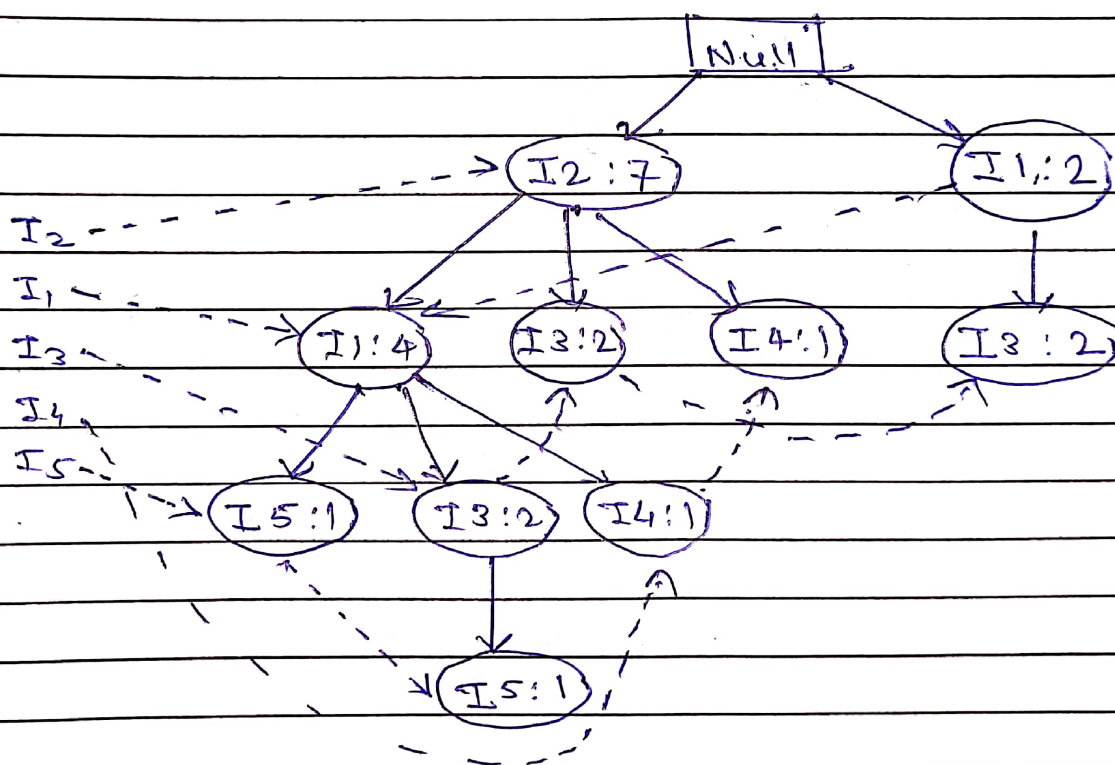 Null
I2 : 7
I1 : 2
I2
I1
I1 : 4
I3 : 2
I4 : 1
I3 : 2
I3
I4
I5
I5 : 1
I3 : 2
I4 : 1
I5 : 1